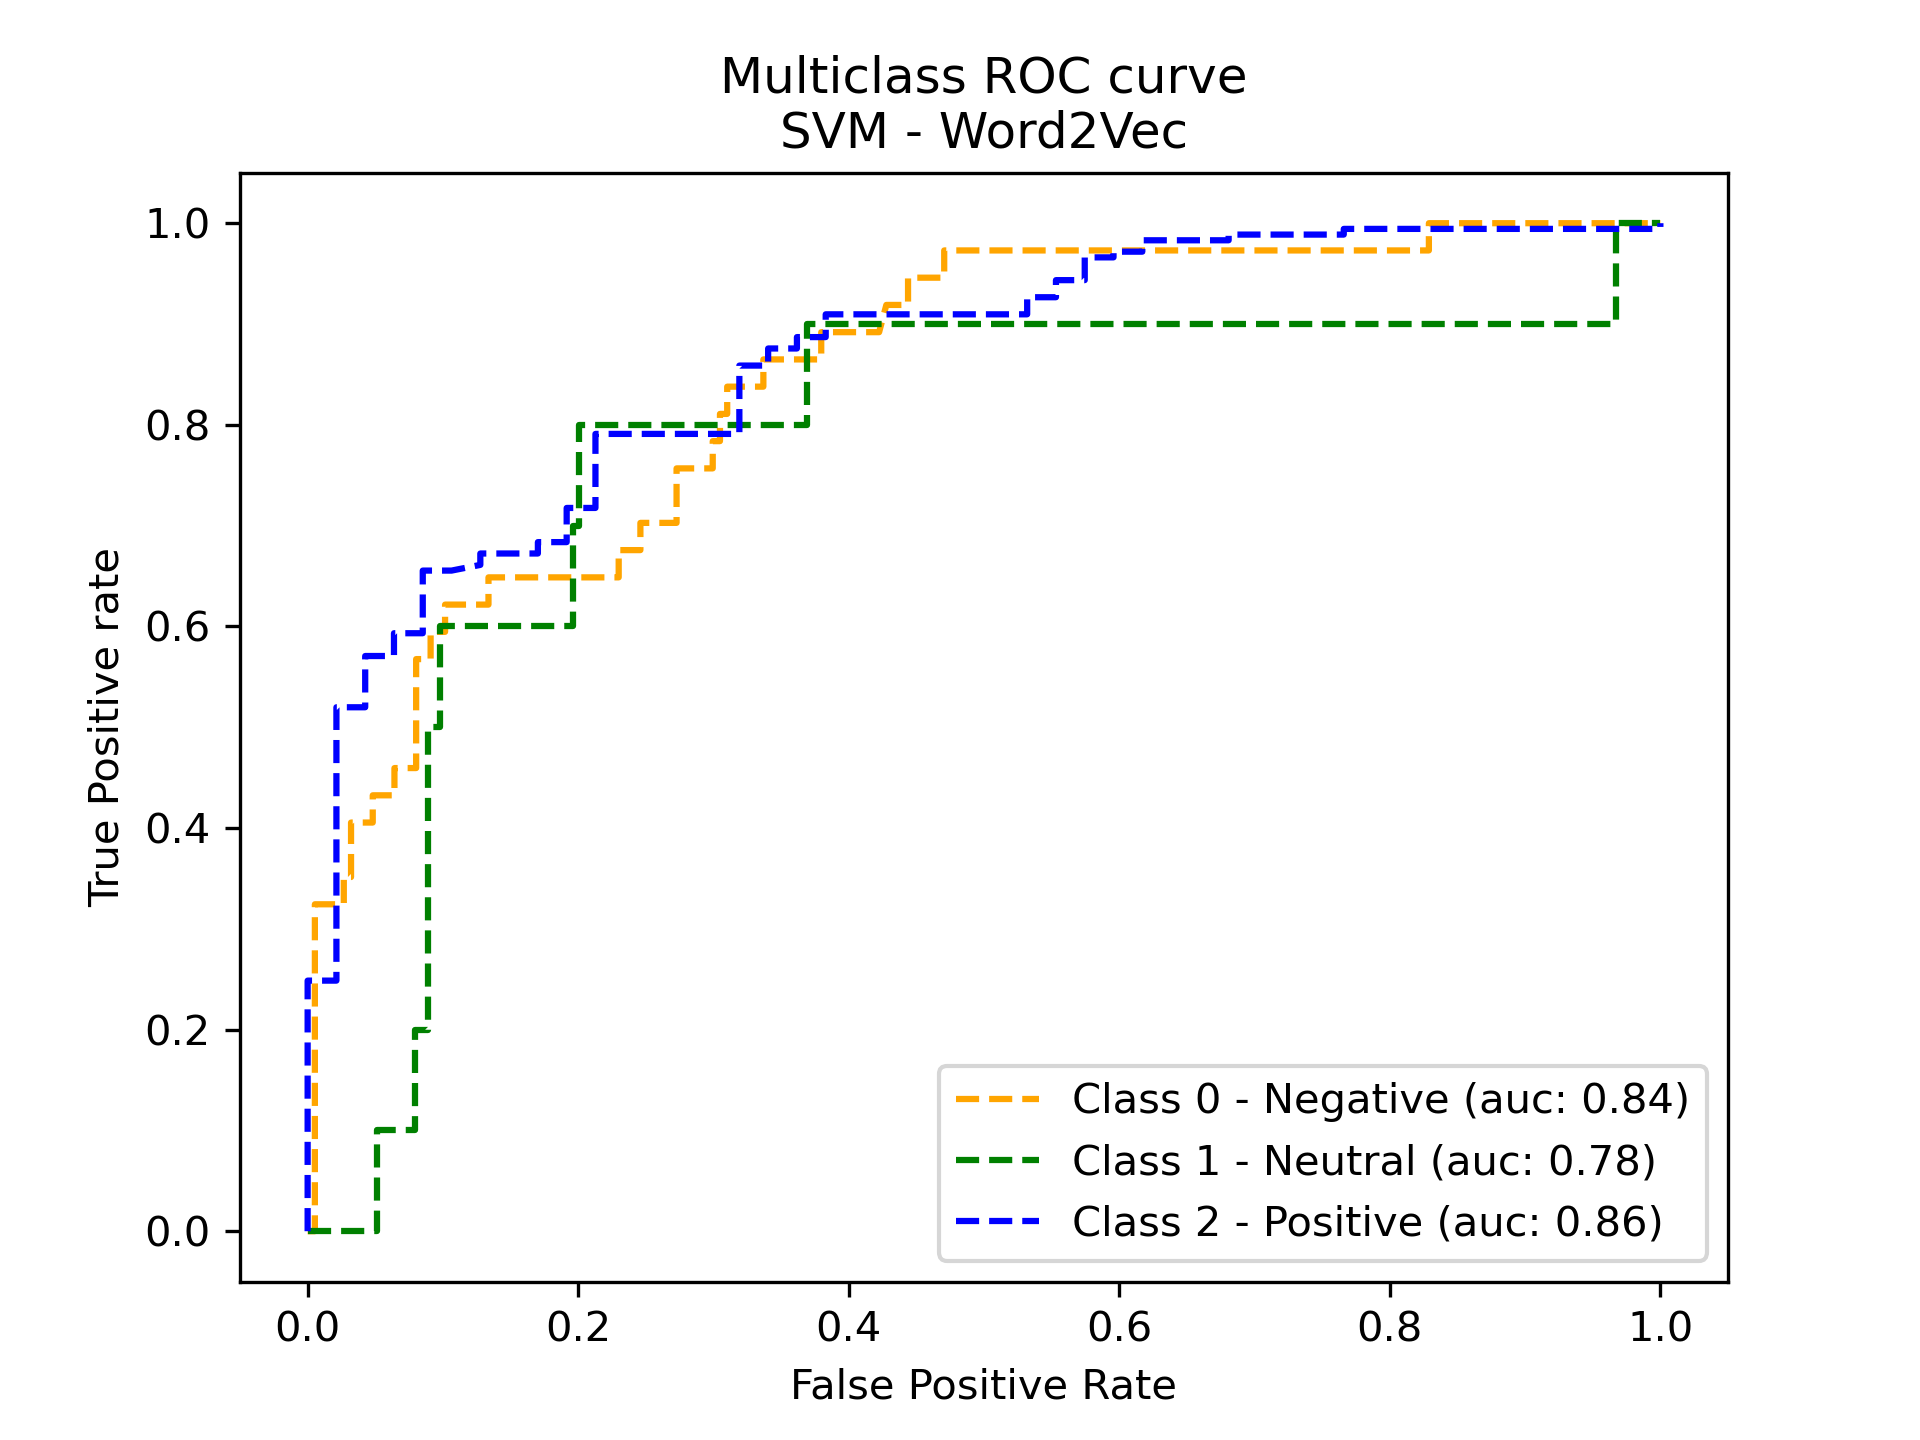 Multiclass ROC curve
SVM - Word2Vec
True Positive rate
1.0
0.8
0.6
0.4
0.2
0.0
Class 0 - Negative (auc: 0.84)
Class 1 - Neutral (auc: 0.78)
Class 2 - Positive (auc: 0.86)
0.0 0.2 0.4 0.6 0.8 1.0
False Positive Rate